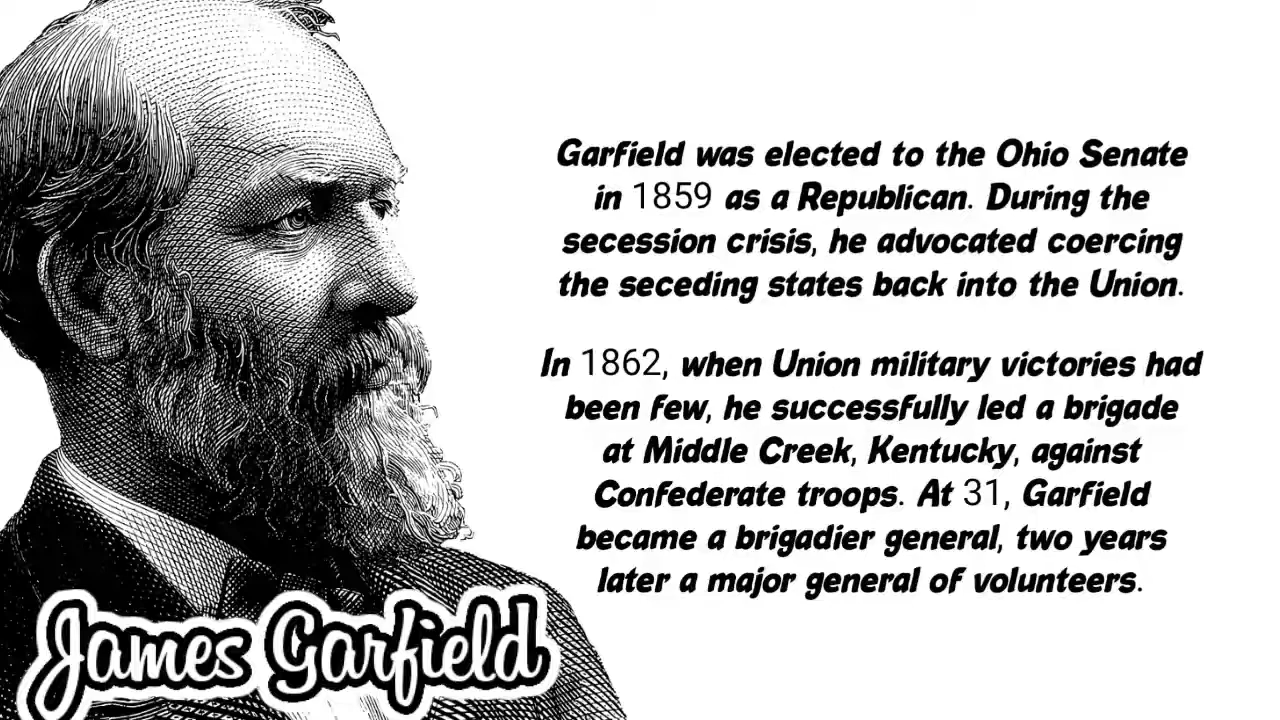 Garfield was elected to the Ohio Senate
in 1859 as a Republican. During the
secession crisis, he advocated coercing
the seceding states back into the Union.
In 1862, when Union military victories had
been few, he successfully led a brigade
at Middle Creek, Kentucky, against
Confederate troops. At 31, Garfield
became a brigadier general, two years
later a major general of volunteers.
James Garfield